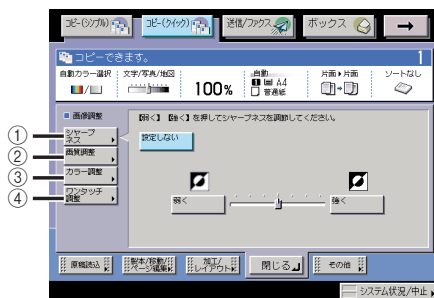 コピー(シンプル)
コピー(クイック)
送信/ファクス
ボックス
コピーできます。
1
自動カラー選択
文字/写真/地図
100%
自動
1 A4
普通紙
片面▶片面
ソートなし
画像調整
【弱く】【強く】を押してシャープネスを調節してください。
① シャープネス
設定しない
② 画質調整
③ カラー調整
④ ワンタッチ調整
弱く
強く
原稿読込
製本/移動/ページ編集
加工/レイアウト
閉じる
その他
システム状況/中止